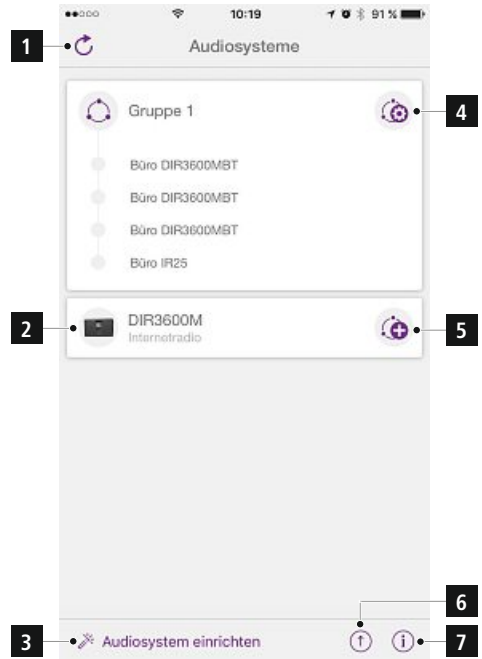 10:19
91 %
1
Audiosysteme
Gruppe 1
4
Büro DIR3600MBT
Büro DIR3600MBT
Büro DIR3600MBT
Büro IR25
2
DIR3600M
Internetradio
5
6
3
Audiosystem einrichten
7